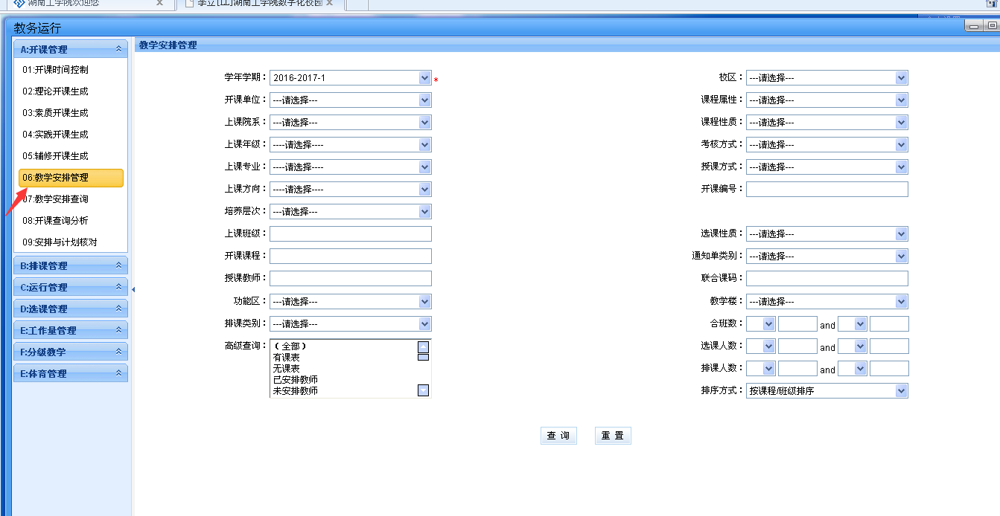 湖南工学院欢迎您
李立[江]湖南工学院数字化校园
教务运行
A:开课管理
01:开课时间控制
02:理论开课生成
03:素质开课生成
04:实践开课生成
05:辅修开课生成
06:教学安排管理
07:教学安排查询
08:开课查询分析
09:安排与计划核对
B:排课管理
C:运行管理
D:选课管理
E:工作量管理
F:分级教学
E:体育管理
教学安排管理
学年学期： 2016-2017-1 *
校区： ---请选择---
开课单位： ---请选择---
课程属性： ---请选择---
上课院系： ---请选择---
课程性质： ---请选择---
上课年级： ----请选择----
考核方式： ---请选择---
上课专业： ----请选择----
授课方式： ---请选择---
上课方向： ----请选择----
开课编号：
培养层次： ---请选择---
上课班级：
选课性质： ---请选择---
开课课程：
通知单类别： ---请选择---
授课教师：
联合课码：
功能区： ---请选择---
教学楼： ---请选择---
排课类别： ---请选择---
合班数： and
高级查询： （全部）
有课表
无课表
已安排教师
未安排教师
选课人数： and
排课人数： and
排序方式： 按课程/班级排序
查 询 重 置